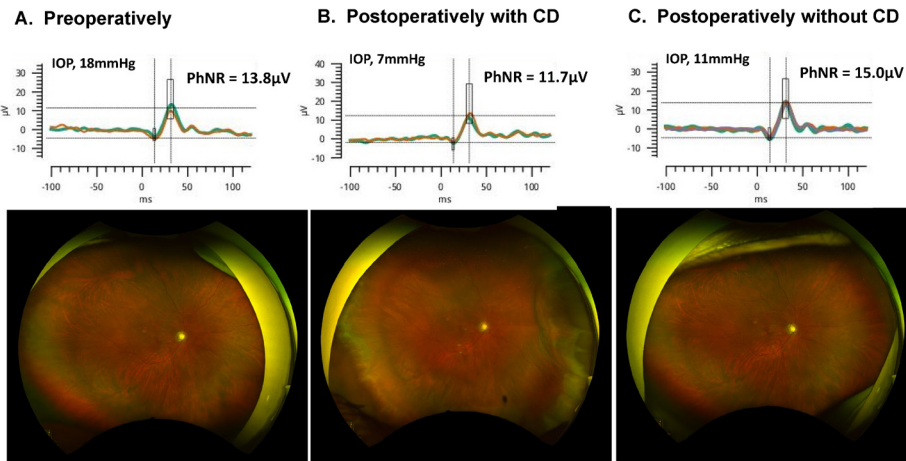 A. Preoperatively
B. Postoperatively with CD
C. Postoperatively without CD
IOP, 18mmHg
PhNR = 13.8μV
μV
30
20
10
0
-10
-100
-50
0
50
100
ms
IOP, 7mmHg
PhNR = 11.7μV
μV
40
30
20
10
0
-10
-100
-50
0
50
100
ms
IOP, 11mmHg
PhNR = 15.0μV
μV
30
20
10
0
-10
-100
-50
0
50
100
ms